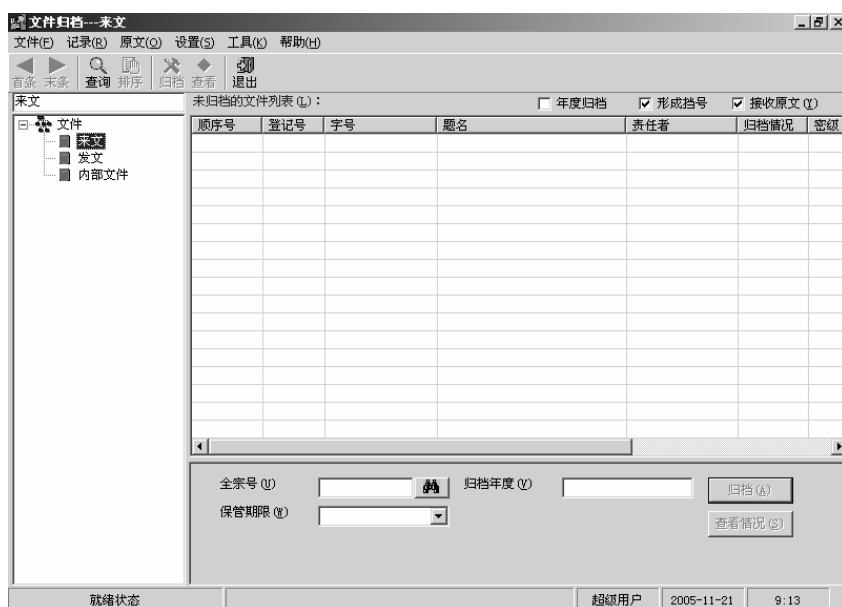 文件归档---来文
文件(F) 记录(R) 原文(O) 设置(S) 工具(K) 帮助(H)
首条 末条 查询 排序 归档 查看 退出
来文
未归档的文件列表(L)：
年度归档 形成挡号 接收原文(Y)
文件
来文
发文
内部文件
顺序号 登记号 字号 题名 责任者 归档情况 密级
全宗号(U) 归档年度(Y) 归档(A)
保管期限(W) 查看情况(S)
就绪状态 超级用户 2005-11-21 9:13